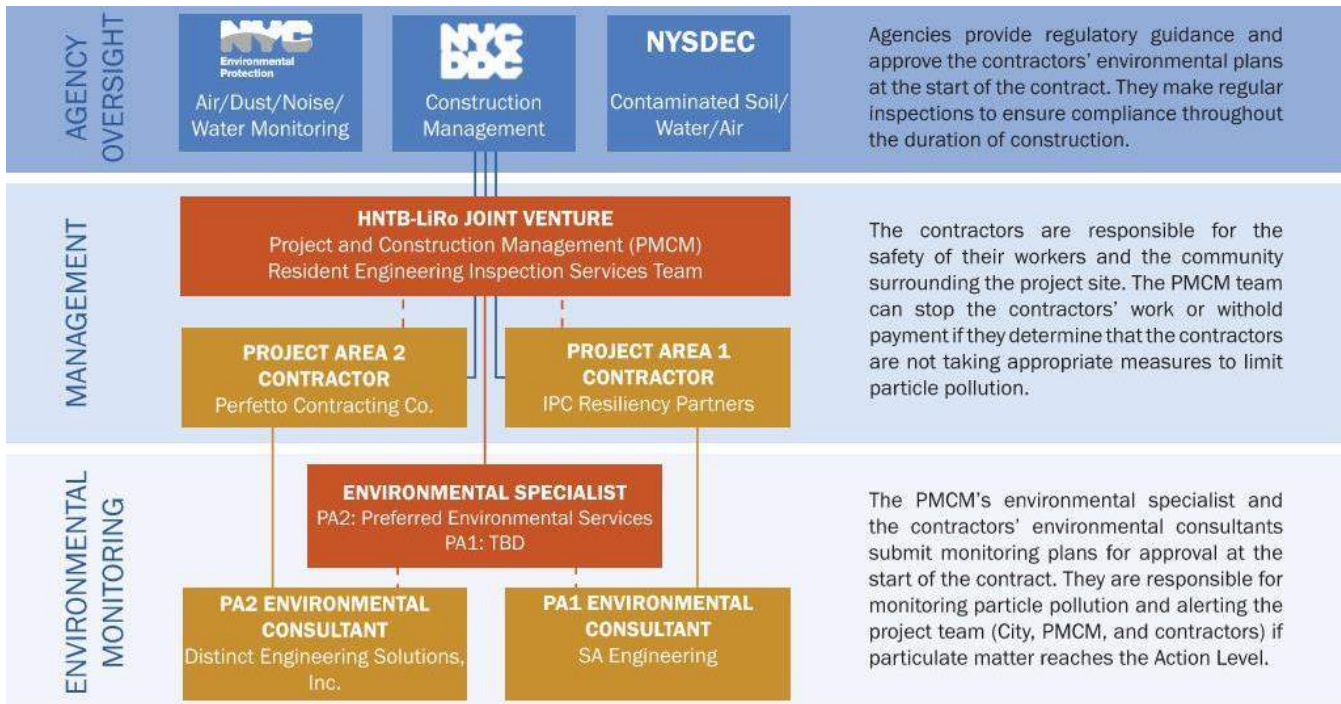 AGENCY
OVERSIGHT
NYC
Environmental
Protection
Air/Dust/Noise/
Water Monitoring
NYC
DDC
Construction
Management
NYSDEC
Contaminated Soil/
Water/Air
Agencies provide regulatory guidance and
approve the contractors' environmental plans
at the start of the contract. They make regular
inspections to ensure compliance throughout
the duration of construction.
MANAGEMENT
HNTB-LiRo JOINT VENTURE
Project and Construction Management (PMCM)
Resident Engineering Inspection Services Team
PROJECT AREA 2
CONTRACTOR
Perfetto Contracting Co.
PROJECT AREA 1
CONTRACTOR
IPC Resiliency Partners
The contractors are responsible for the
safety of their workers and the community
surrounding the project site. The PMCM team
can stop the contractors' work or withold
payment if they determine that the contractors
are not taking appropriate measures to limit
particle pollution.
ENVIRONMENTAL
MONITORING
ENVIRONMENTAL SPECIALIST
PA2: Preferred Environmental Services
PA1: TBD
PA2 ENVIRONMENTAL
CONSULTANT
Distinct Engineering Solutions,
Inc.
PA1 ENVIRONMENTAL
CONSULTANT
SA Engineering
The PMCM's environmental specialist and
the contractors' environmental consultants
submit monitoring plans for approval at the
start of the contract. They are responsible for
monitoring particle pollution and alerting the
project team (City, PMCM, and contractors) if
particulate matter reaches the Action Level.